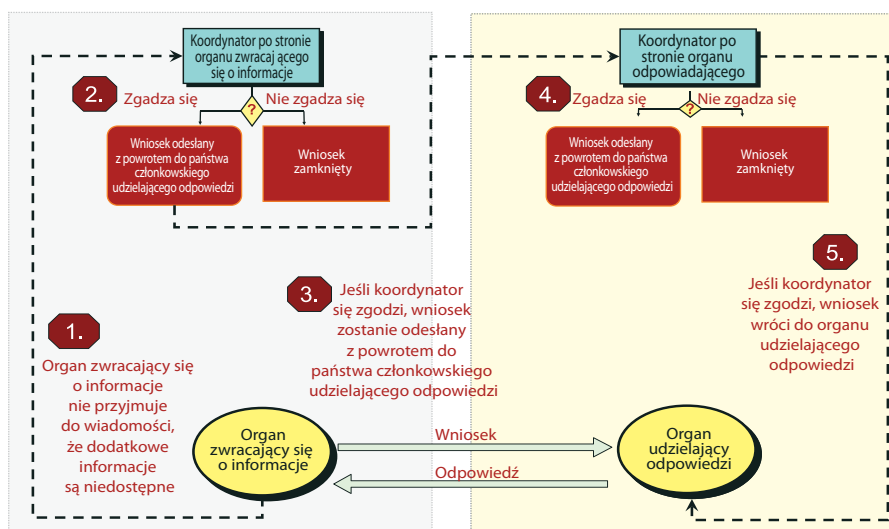 Koordynator po stronie
organu zwracaj ącego
się o informacje
2.
Zgadza się
?
Nie zgadza się
Wniosek odesłany
z powrotem do państwa
członkowskiego
udzielającego odpowiedzi
Wniosek
zamknięty
Koordynator po
stronie organu
odpowiadającego
4.
Zgadza się
?
Nie zgadza się
Wniosek odesłany
z powrotem do państwa
członkowskiego
udzielającego odpowiedzi
Wniosek
zamknięty
1.
Organ zwracający się
o informacje
nie przyjmuje
do wiadomości,
że dodatkowe
informacje
są niedostępne
3.
Jeśli koordynator
się zgodzi, wniosek
zostanie odesłany
z powrotem do
państwa członkowskiego
udzielającego odpowiedzi
5.
Jeśli koordynator
się zgodzi, wniosek
wróci do organu
udzielającego
odpowiedzi
Organ
zwracający się
o informacje
Wniosek
Odpowiedź
Organ
udzielający
odpowiedzi